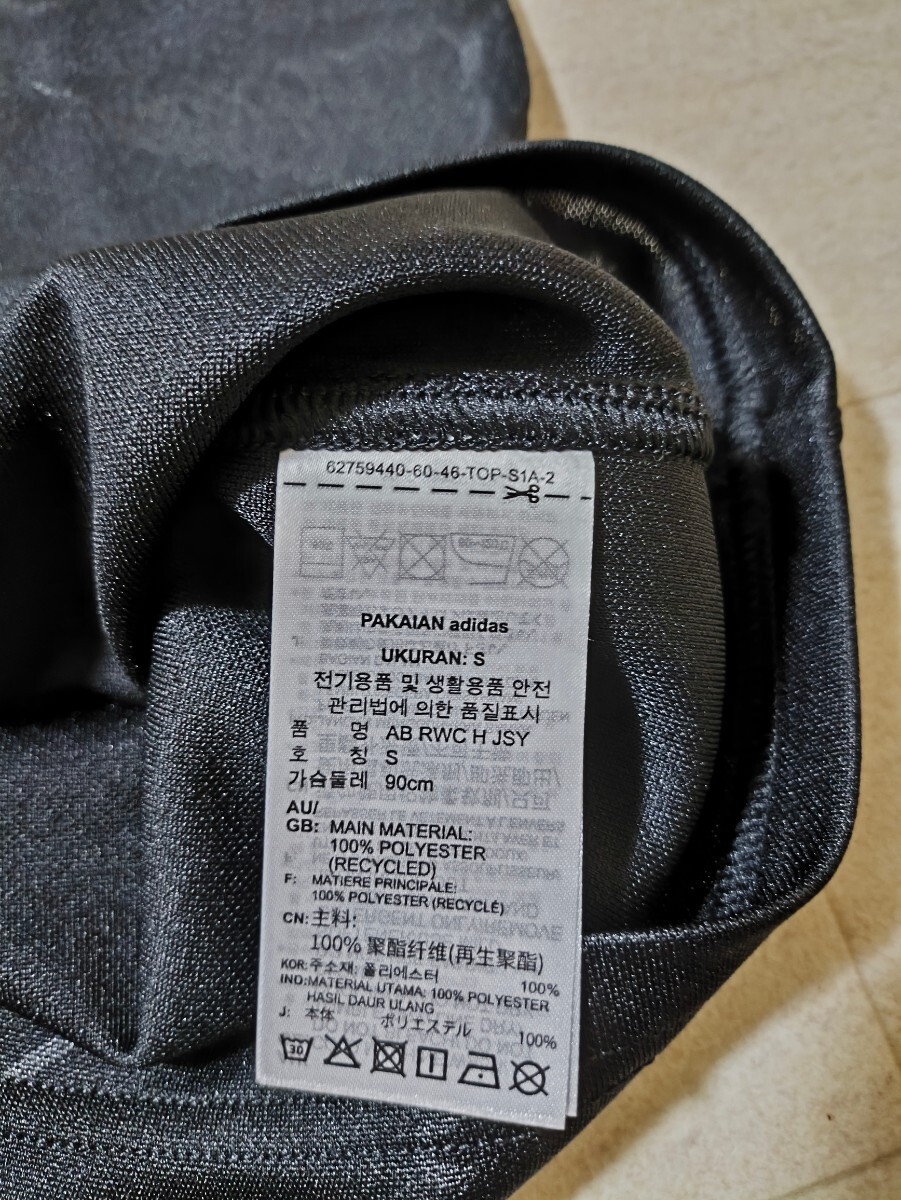 62759440-60-46-TOP-S1A-2
PAKAIAN adidas
UKURAN: S
전기용품 및 생활용품 안전
관리법에 의한 품질표시
품 명 AB RWC H JSY
호 칭 S
가슴둘레 90cm
AU/
GB: MAIN MATERIAL:
100% POLYESTER
(RECYCLED)
F: MATIÈRE PRINCIPALE:
100% POLYESTER (RECYCLÉ)
CN: 主料:
100% 聚酯纤维(再生聚酯)
KOR: 주소재: 폴리에스터 100%
IND: MATERIAL UTAMA: 100% POLYESTER
HASIL DAUR ULANG
J: 本体 ポリエステル 100%
30